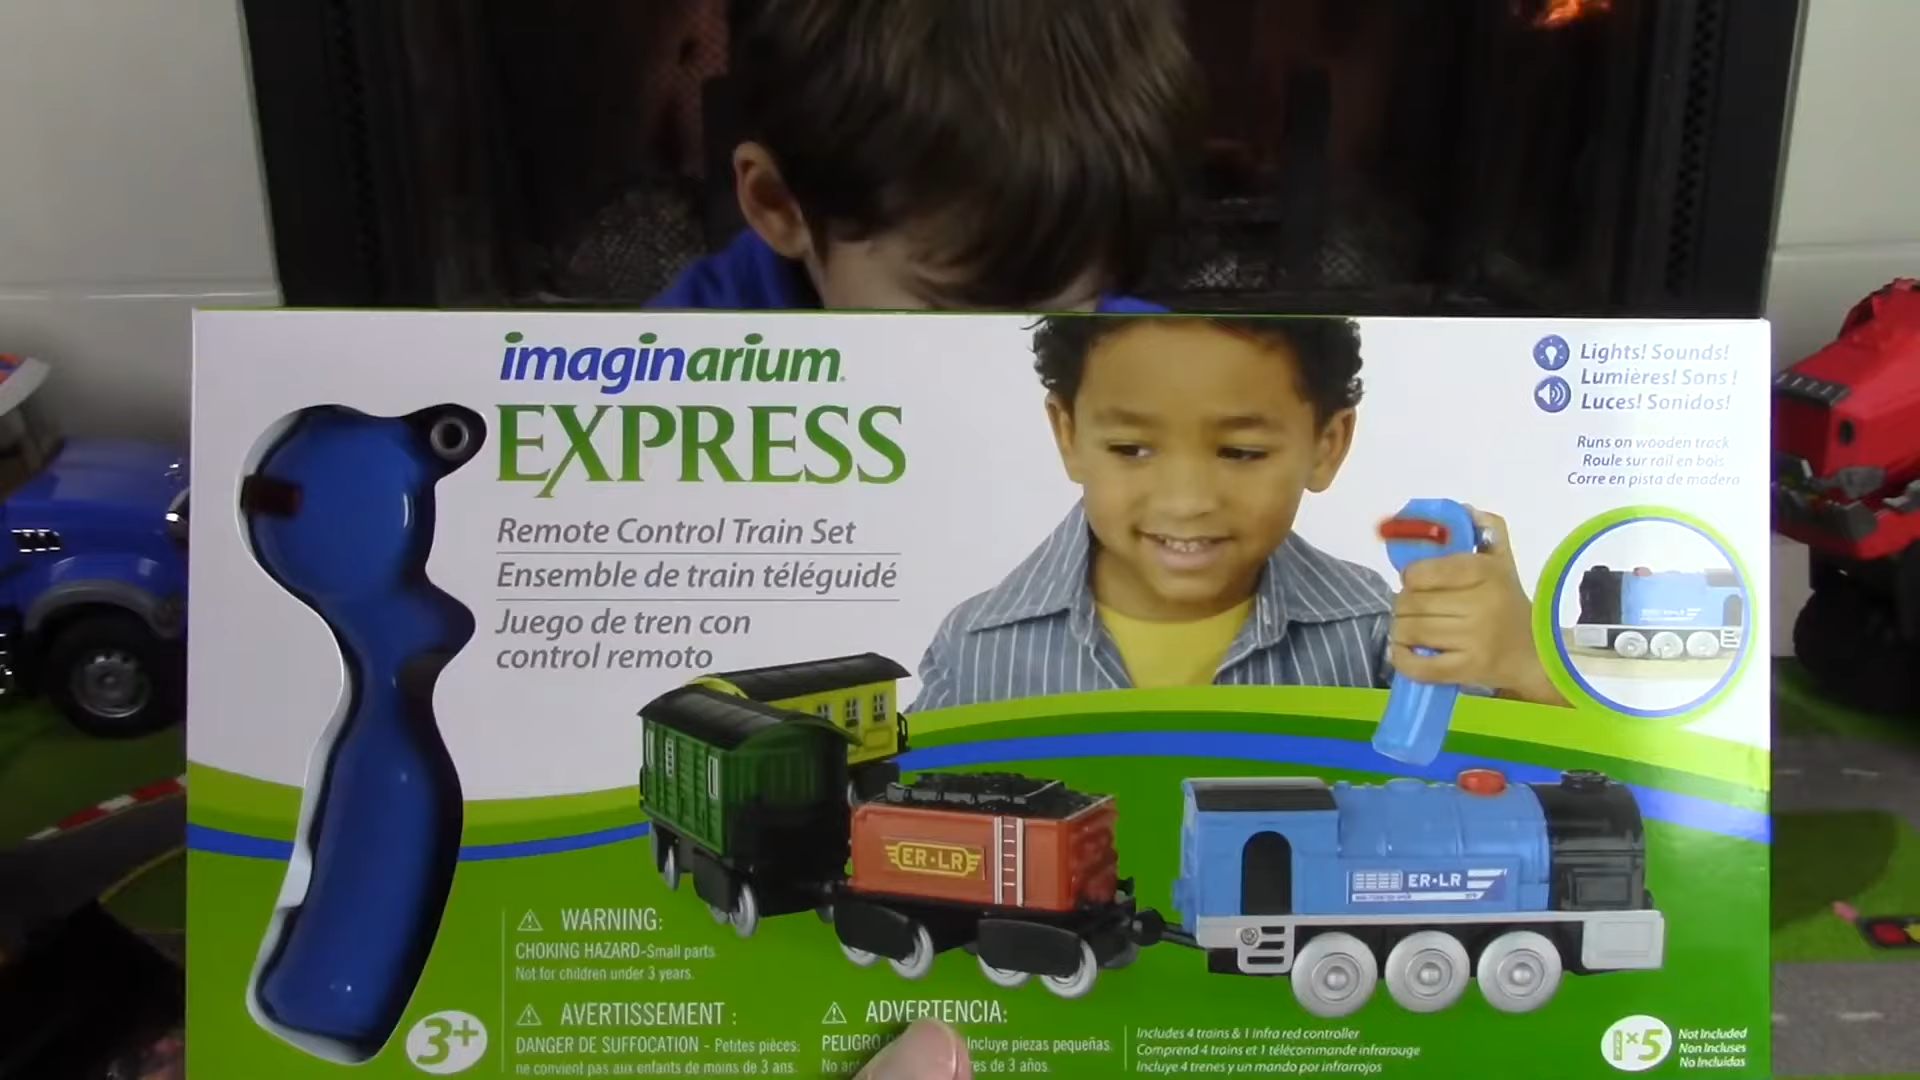 imaginarium
EXPRESS
Remote Control Train Set
Ensemble de train téléguidé
Juego de tren con
control remoto
Lights! Sounds!
Lumières! Sons !
Luces! Sonidos!
Runs on wooden track
Roule sur rail en bois
Corre en pista de madera
ER•LR
ER•LR
WARNING:
CHOKING HAZARD-Small parts
Not for children under 3 years.
AVERTISSEMENT :
DANGER DE SUFFOCATION - Petites pièces:
ne convient pas aux enfants de moins de 3 ans.
ADVERTENCIA:
PELIGRO Incluye piezas pequeñas.
No de 3 años.
3+
Includes 4 trains & 1 infra red controller
Comprend 4 trains et 1 télécommande infrarouge
Incluye 4 trenes y un mando por infrarrojos
x5
Not Included
Non Incluses
No Incluidas